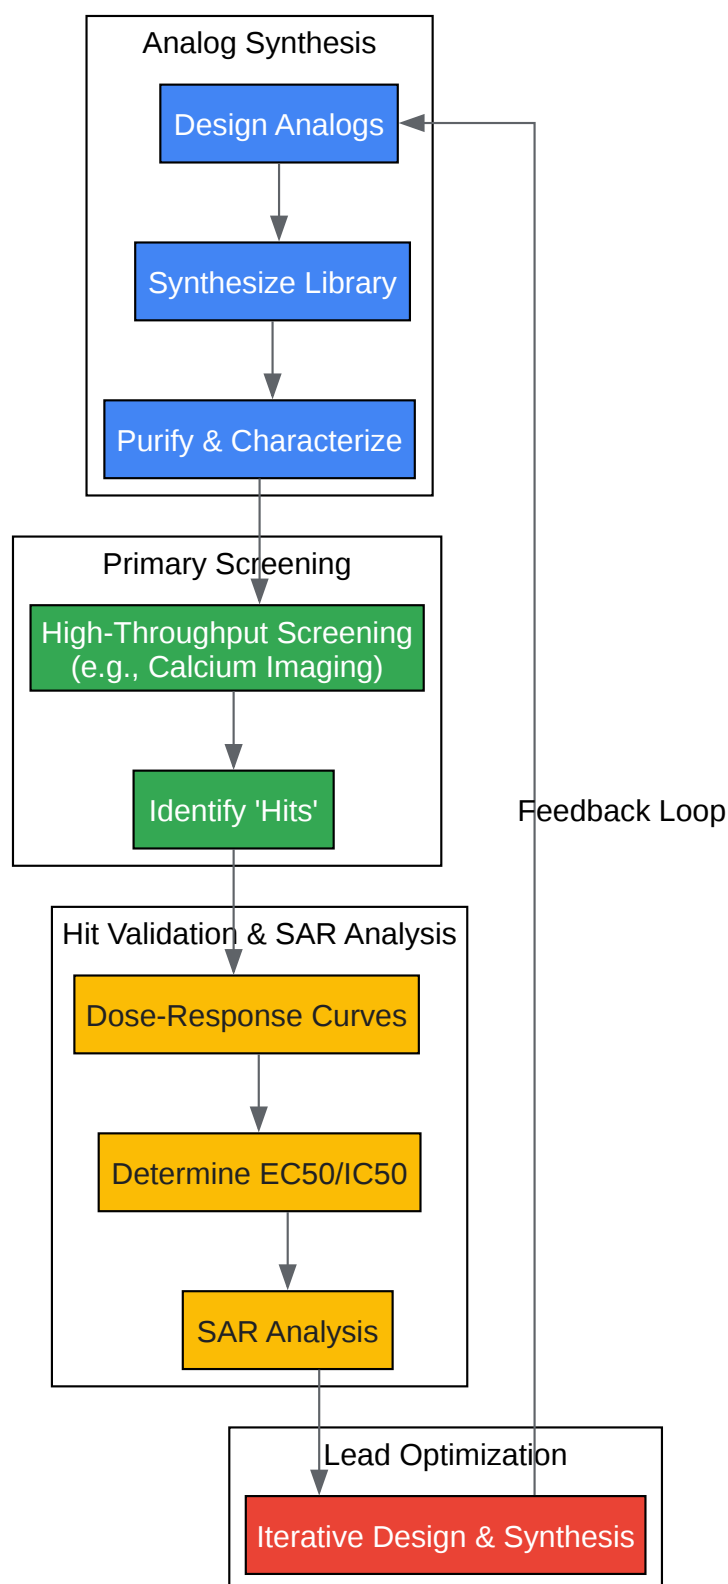 Analog Synthesis
Design Analogs
Synthesize Library
Purify & Characterize
Primary Screening
High-Throughput Screening
(e.g., Calcium Imaging)
Identify 'Hits'
Feedback Loop
Hit Validation & SAR Analysis
Dose-Response Curves
Determine EC50/IC50
SAR Analysis
Lead Optimization
Iterative Design & Synthesis